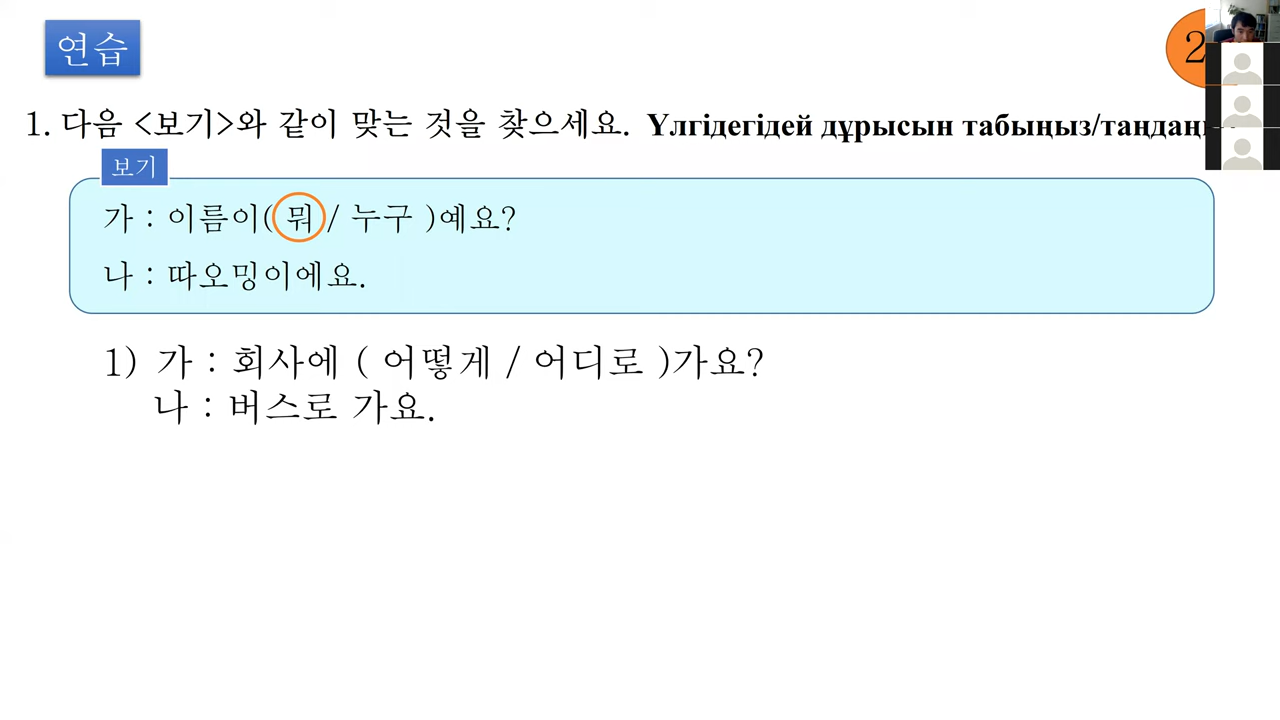 연습
2
1. 다음 <보기>와 같이 맞는 것을 찾으세요. Үлгідегідей дұрысын табыңыз/таңдаңы
보기
가 : 이름이( 뭐 / 누구 )예요?
나 : 따오밍이에요.
1) 가 : 회사에 ( 어떻게 / 어디로 )가요?
나 : 버스로 가요.